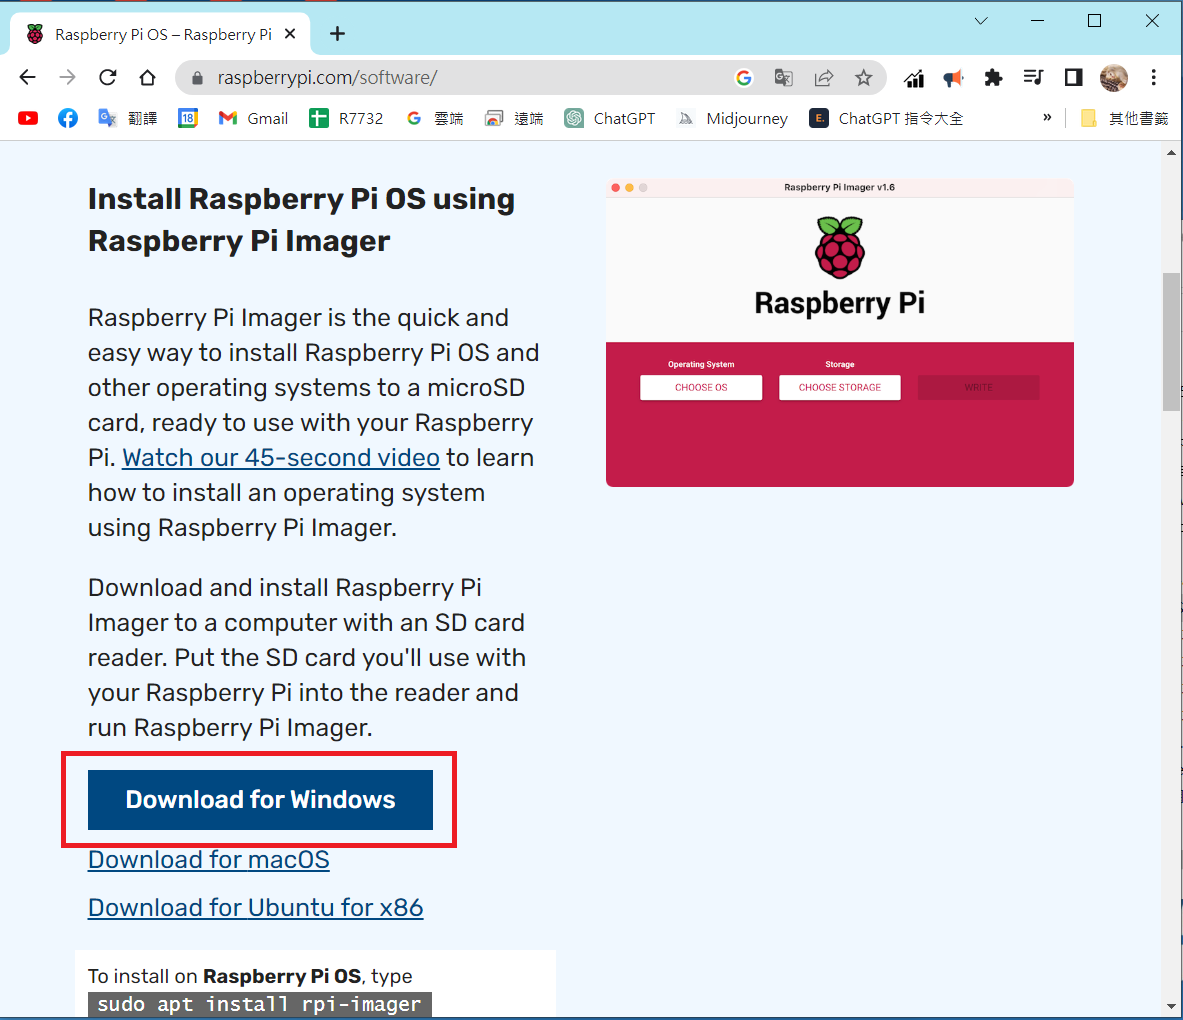 Raspberry Pi OS – Raspberry Pi
raspberrypi.com/software/
翻譯
18
Gmail
R7732
雲端
遠端
ChatGPT
Midjourney
E.
ChatGPT 指令大全
»
其他書籤
Install Raspberry Pi OS using
Raspberry Pi Imager
Raspberry Pi Imager is the quick and
easy way to install Raspberry Pi OS and
other operating systems to a microSD
card, ready to use with your Raspberry
Pi. Watch our 45-second video to learn
how to install an operating system
using Raspberry Pi Imager.
Download and install Raspberry Pi
Imager to a computer with an SD card
reader. Put the SD card you'll use with
your Raspberry Pi into the reader and
run Raspberry Pi Imager.
Download for Windows
Download for macOS
Download for Ubuntu for x86
To install on Raspberry Pi OS, type
sudo apt install rpi-imager
Raspberry Pi Imager v1.6
Raspberry Pi
Operating System
Storage
CHOOSE OS
CHOOSE STORAGE
WRITE